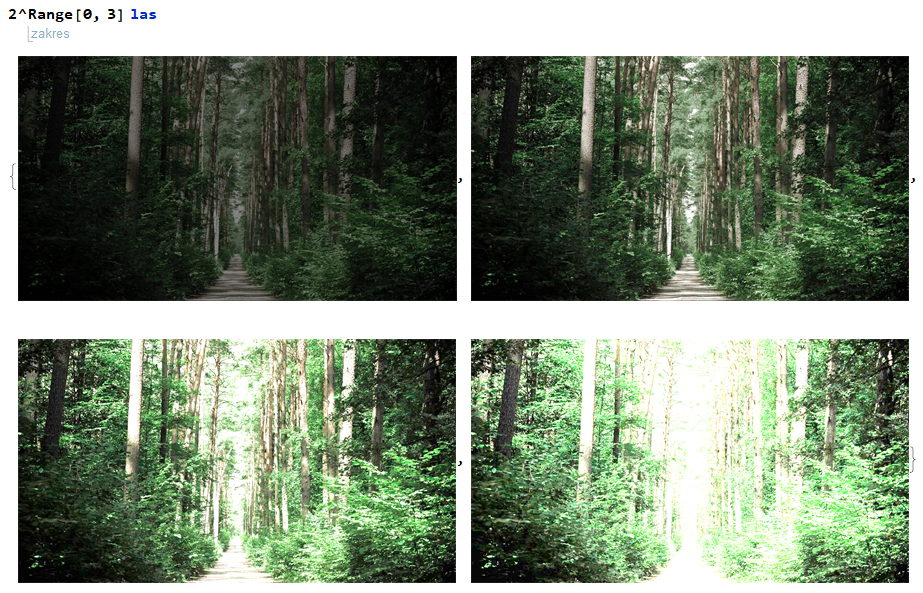 2^Range[0, 3] las
zakres
{
,
,
,
}